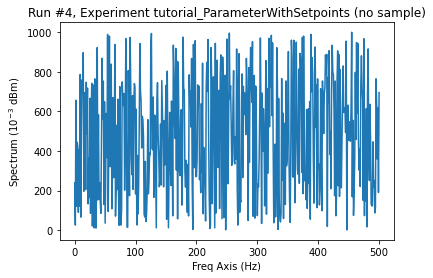 Run #4, Experiment tutorial_ParameterWithSetpoints (no sample)
1000
800
600
400
200
0
Spectrum (10⁻³ dBm)
0 100 200 300 400 500
Freq Axis (Hz)